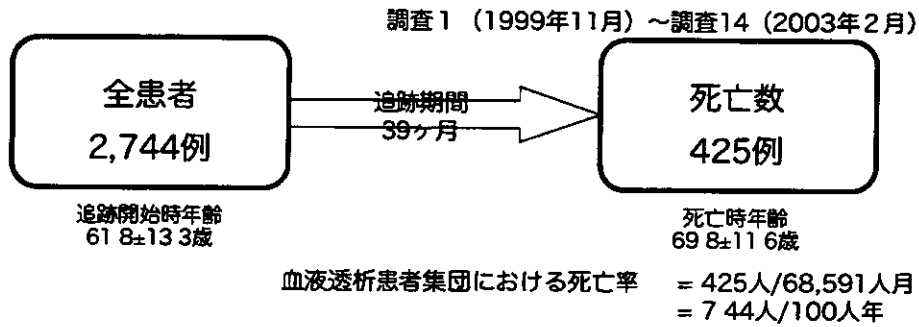 調査1（1999年11月）～調査14（2003年2月）
全患者
2,744例
追跡期間
39ヶ月
死亡数
425例
追跡開始時年齢
61 8±13 3歳
死亡時年齢
69 8±11 6歳
血液透析患者集団における死亡率 = 425人/68,591人月
= 7 44人/100人年